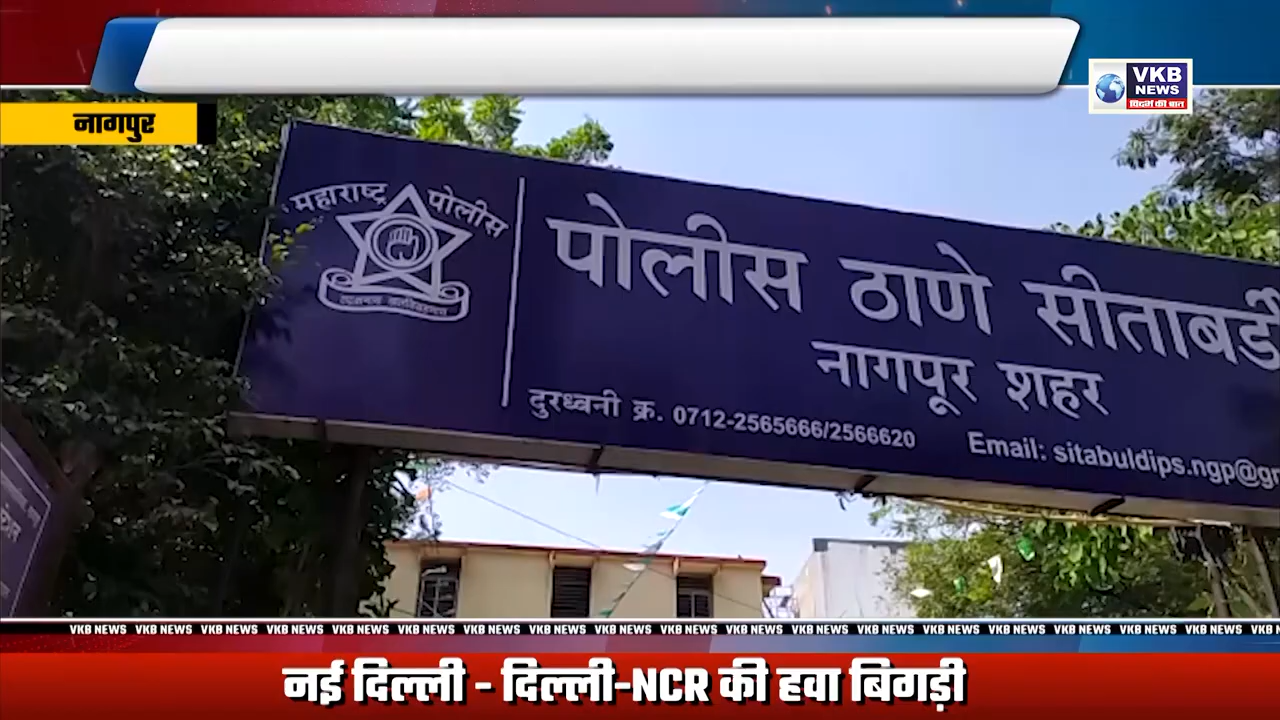 VKB
NEWS
विदर्भ की बात
नागपुर
महाराष्ट्र पोलीस
पोलीस ठाणे सीताबर्डी
नागपूर शहर
दुरध्वनी क्र. 0712-2565666/2566620
Email: sitabuldips.ngp@gm
VKB NEWS VKB NEWS VKB NEWS VKB NEWS VKB NEWS VKB NEWS VKB NEWS VKB NEWS VKB NEWS VKB NEWS VKB NEWS VKB NEWS VKB NEWS VKB NEWS VKB NEWS VKB NEWS VKB NEWS VKB NEWS
नई दिल्ली - दिल्ली-NCR की हवा बिगड़ी